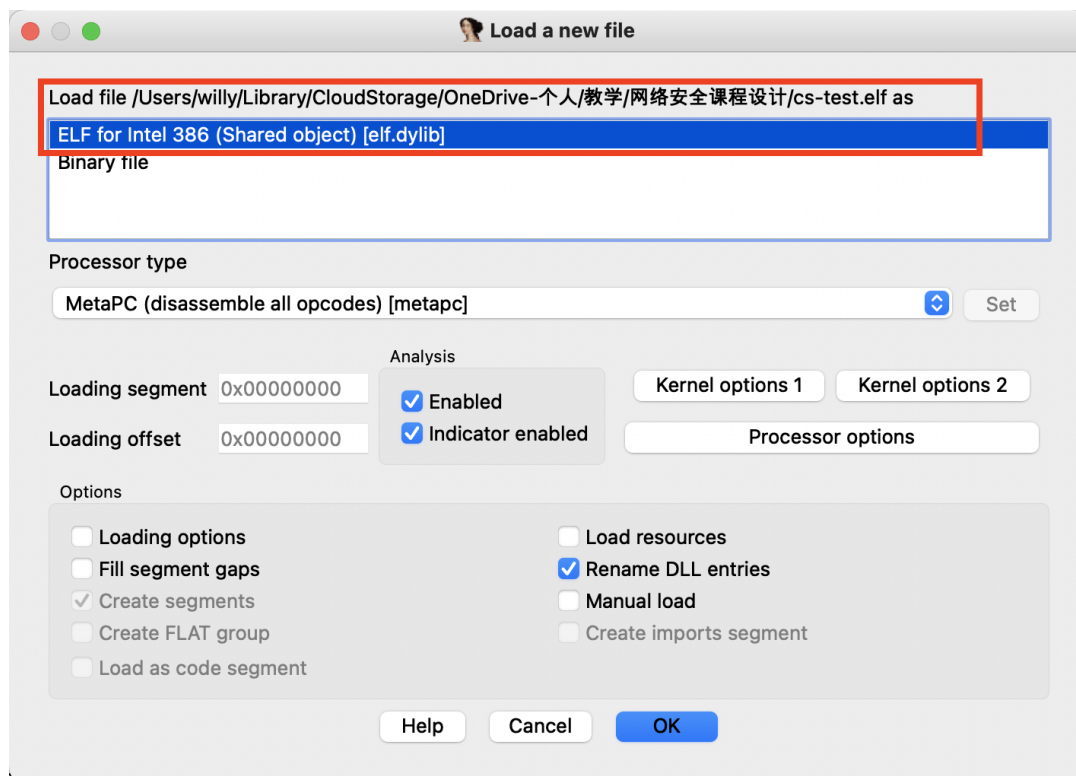 Load a new file
Load file /Users/willy/Library/CloudStorage/OneDrive-个人/教学/网络安全课程设计/cs-test.elf as
ELF for Intel 386 (Shared object) [elf.dylib]
Binary file
Processor type
MetaPC (disassemble all opcodes) [metapc]
Set
Analysis
Loading segment
0x00000000
Enabled
Kernel options 1
Kernel options 2
Loading offset
0x00000000
Indicator enabled
Processor options
Options
Loading options
Load resources
Fill segment gaps
Rename DLL entries
Create segments
Manual load
Create FLAT group
Create imports segment
Load as code segment
Help
Cancel
OK